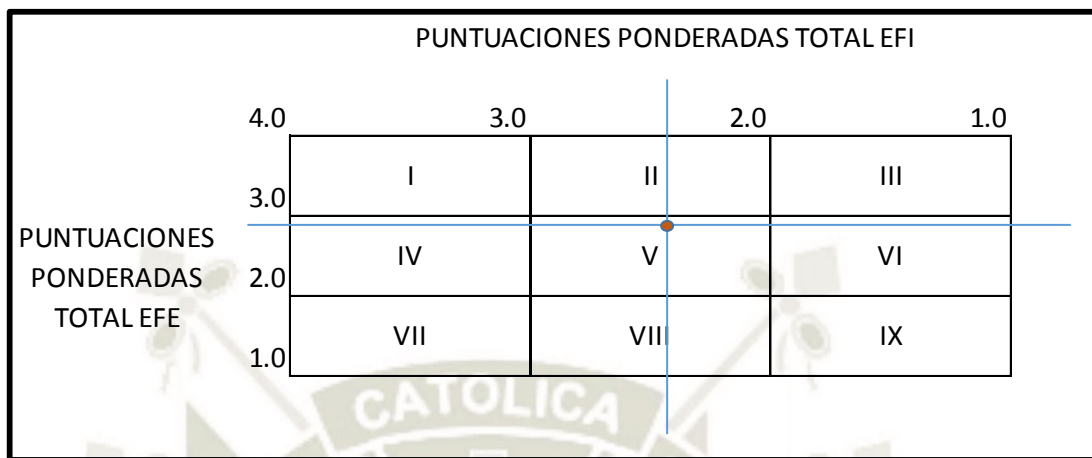 PUNTUACIONES PONDERADAS TOTAL EFI
4.0 3.0 2.0 1.0
I II III
3.0
PUNTUACIONES
PONDERADAS
TOTAL EFE
IV V VI
2.0
VII VIII IX
1.0
CATOLICA